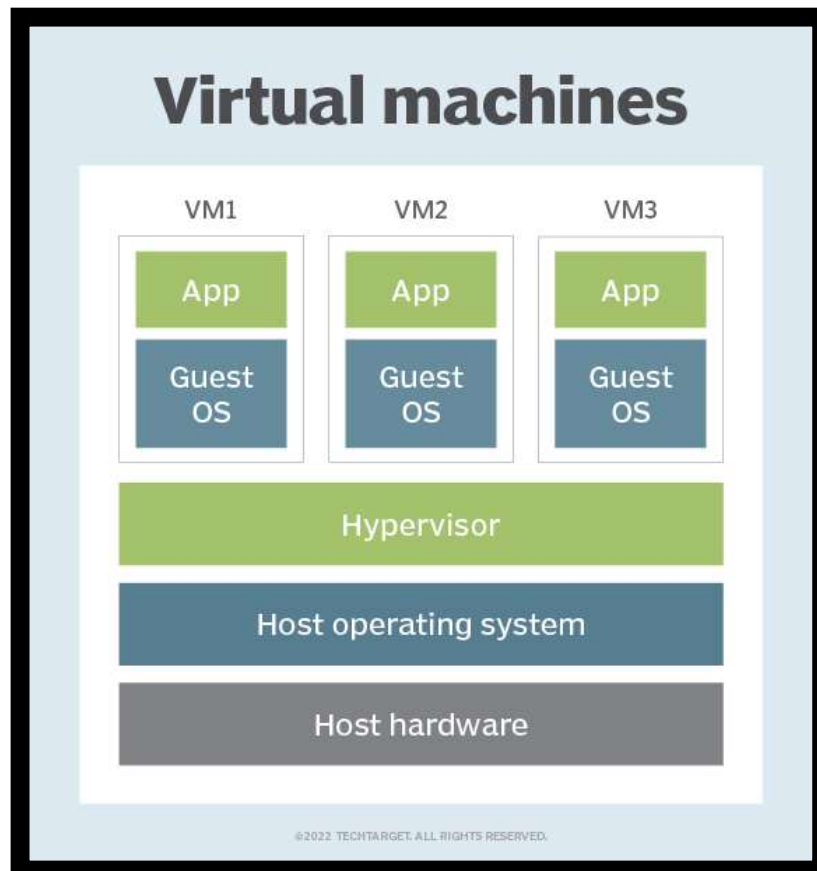 Virtual machines
VM1 VM2 VM3
App App App
Guest OS Guest OS Guest OS
Hypervisor
Host operating system
Host hardware
©2022 TECHTARGET. ALL RIGHTS RESERVED.